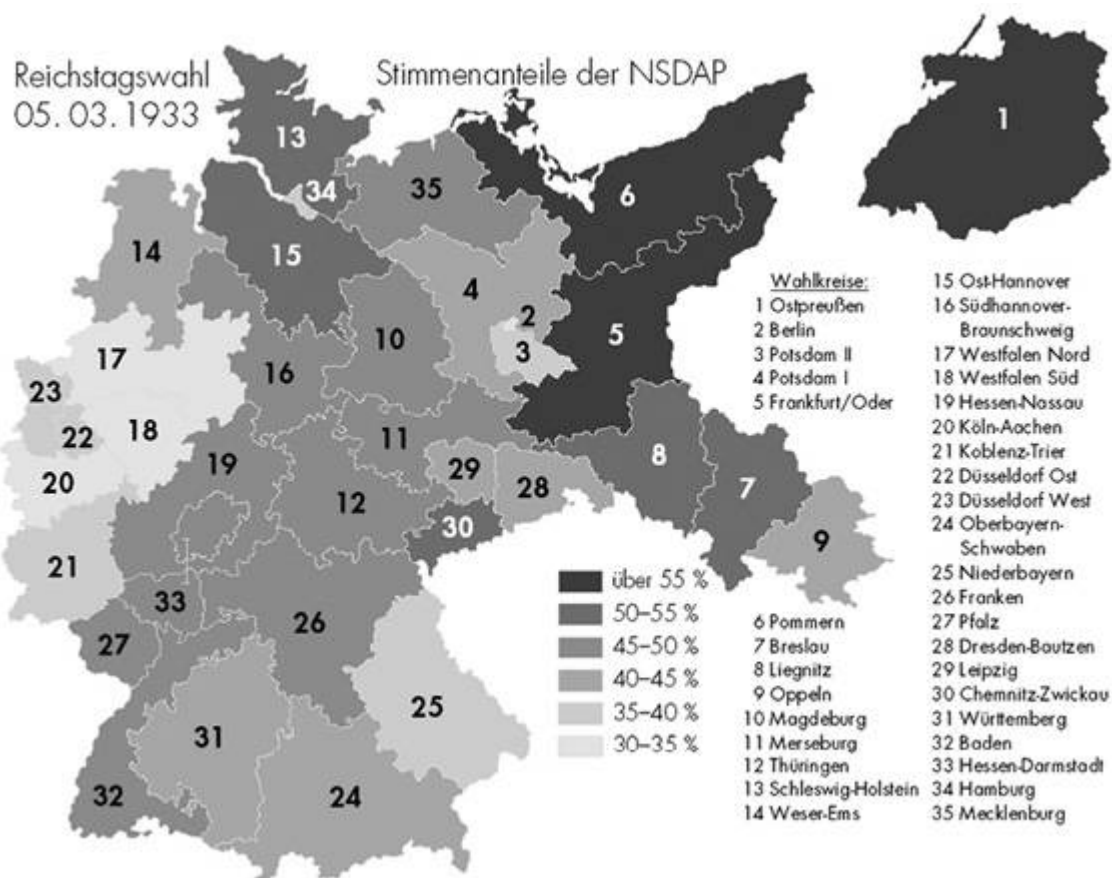 Reichstagswahl
05.03.1933
Stimmenanteile der NSDAP
13
34
35
6
1
14
15
4
2
3
5
10
17
16
23
18
22
11
8
19
29
20
28
7
12
30
9
21
33
26
27
25
31
32
24
über 55 %
50–55 %
45–50 %
40–45 %
35–40 %
30–35 %
Wahlkreise:
1 Ostpreußen
2 Berlin
3 Potsdam II
4 Potsdam I
5 Frankfurt/Oder
6 Pommern
7 Breslau
8 Liegnitz
9 Oppeln
10 Magdeburg
11 Merseburg
12 Thüringen
13 Schleswig-Holstein
14 Weser-Ems
15 Ost-Hannover
16 Südhannover-
Braunschweig
17 Westfalen Nord
18 Westfalen Süd
19 Hessen-Nassau
20 Köln-Aachen
21 Koblenz-Trier
22 Düsseldorf Ost
23 Düsseldorf West
24 Oberbayern-
Schwaben
25 Niederbayern
26 Franken
27 Pfalz
28 Dresden-Bautzen
29 Leipzig
30 Chemnitz-Zwickau
31 Württemberg
32 Baden
33 Hessen-Darmstadt
34 Hamburg
35 Mecklenburg